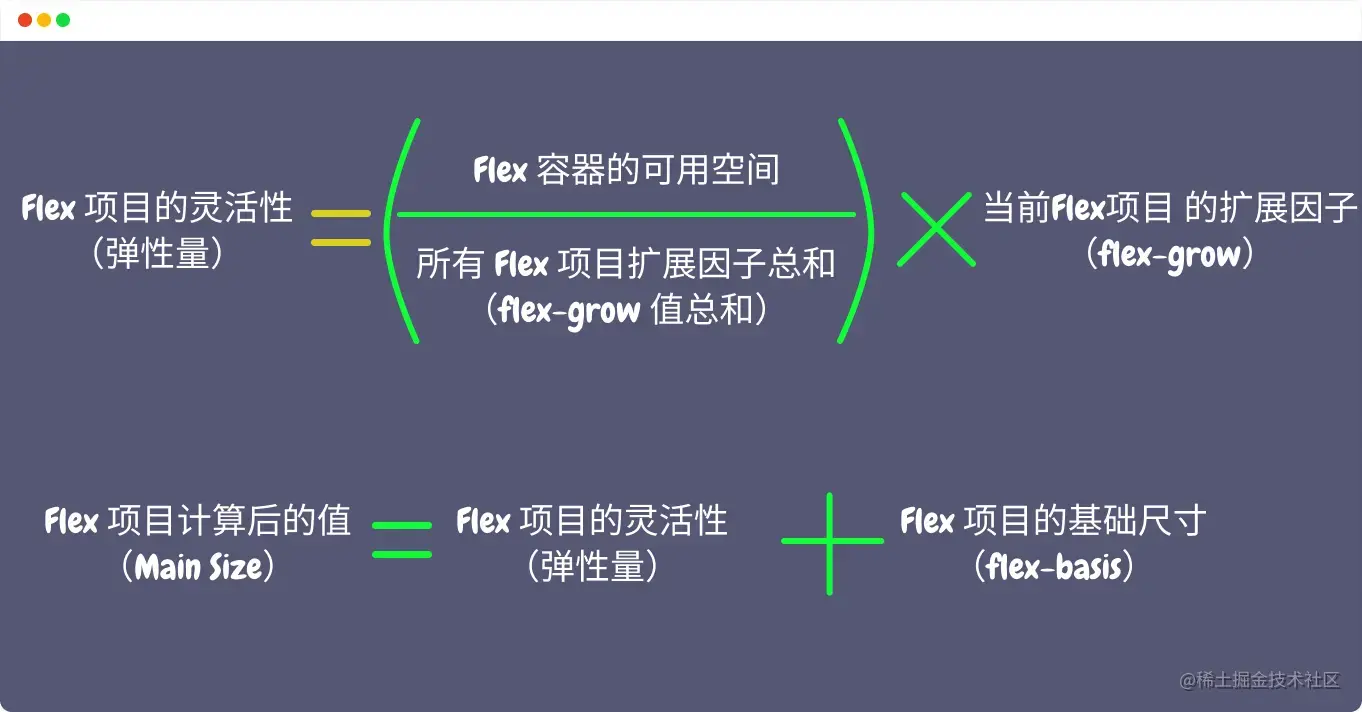 Flex 容器的可用空间
Flex 项目的灵活性
（弹性量）
当前Flex项目 的扩展因子
（flex-grow）
所有 Flex 项目扩展因子总和
（flex-grow 值总和）
Flex 项目计算后的值
（Main Size）
Flex 项目的灵活性
（弹性量）
Flex 项目的基础尺寸
（flex-basis）
@稀土掘金技术社区